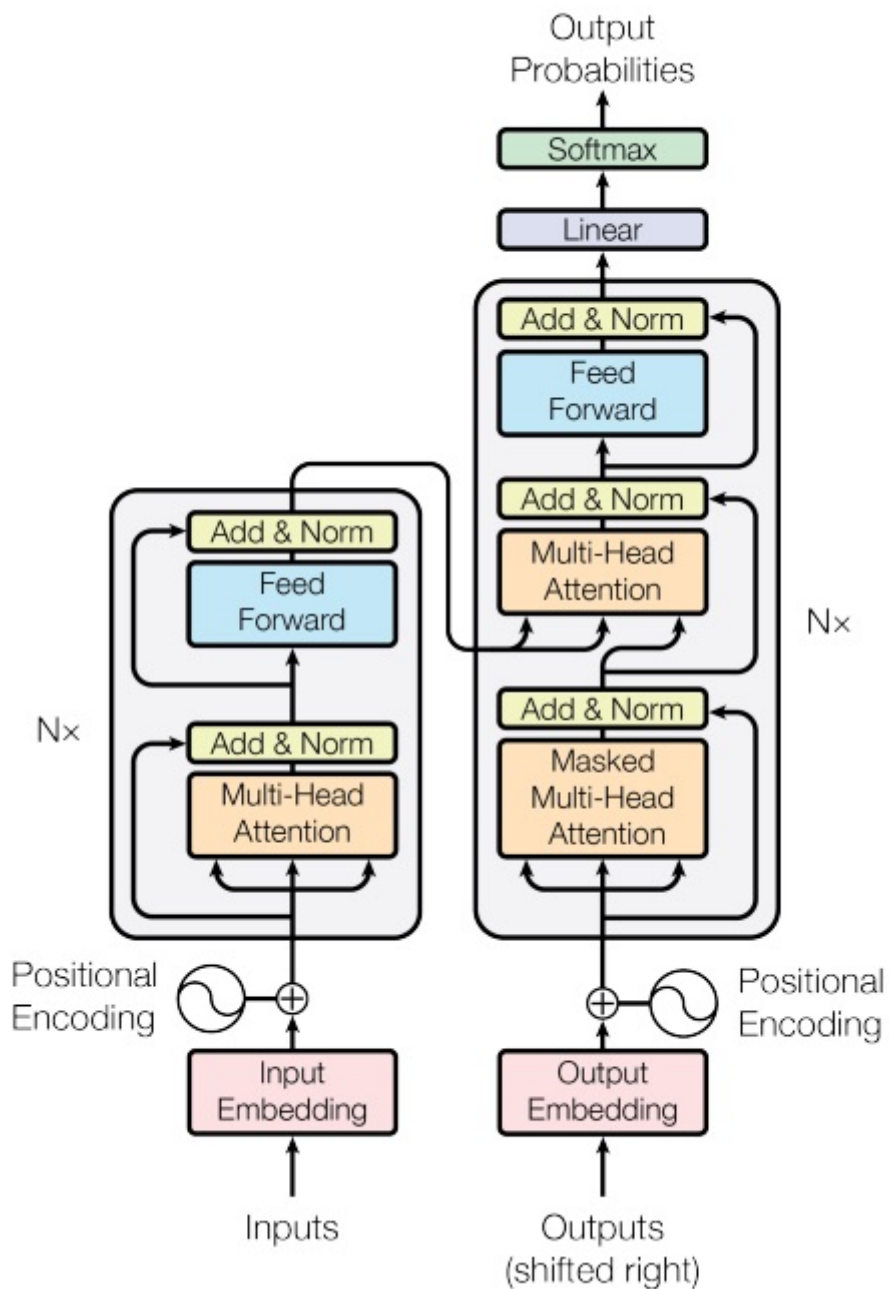 Output
Probabilities
Softmax
Linear
Add & Norm
Feed
Forward
Add & Norm
Multi-Head
Attention
Nx
Add & Norm
Masked
Multi-Head
Attention
Add & Norm
Feed
Forward
Nx
Add & Norm
Multi-Head
Attention
Positional
Encoding
Positional
Encoding
Input
Embedding
Output
Embedding
Inputs
Outputs
(shifted right)